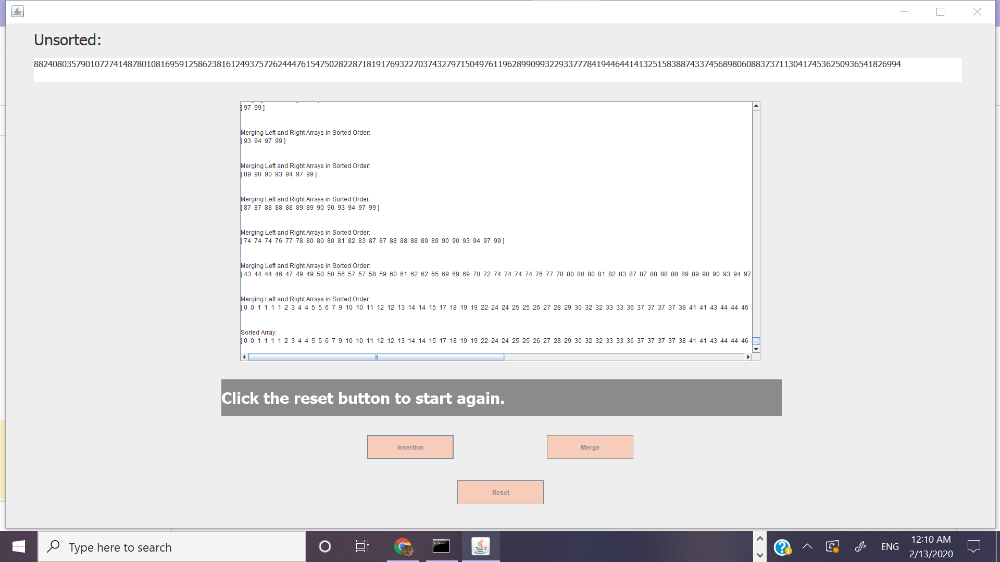 Unsorted:
88240803579010727414878010816959125862381612493757262444761547502822871819176932270374327971504976119628990993229337778419446441413251583887433745689806088373711304174536250936541826994
[ 97 99 ]
Merging Left and Right Arrays in Sorted Order:
[ 93 94 97 99 ]
Merging Left and Right Arrays in Sorted Order:
[ 89 90 90 93 94 97 99 ]
Merging Left and Right Arrays in Sorted Order:
[ 87 87 88 88 88 89 89 90 90 93 94 97 99 ]
Merging Left and Right Arrays in Sorted Order:
[ 74 74 74 76 77 78 80 80 80 81 82 83 87 87 88 88 88 89 89 90 90 93 94 97 99 ]
Merging Left and Right Arrays in Sorted Order:
[ 43 44 44 46 47 49 49 50 50 56 57 57 58 59 60 61 62 62 65 69 69 69 70 72 74 74 74 74 76 77 78 80 80 80 81 82 83 87 87 88 88 88 89 89 90 90 93 94 97
Merging Left and Right Arrays in Sorted Order:
[ 0 0 1 1 1 1 2 3 4 4 5 5 6 7 9 10 10 11 12 12 13 14 14 15 17 18 19 19 22 24 24 25 25 26 27 28 29 30 32 32 33 33 36 37 37 37 37 38 41 41 43 44 44 46
Sorted Array:
[ 0 0 1 1 1 1 2 3 4 4 5 5 6 7 9 10 10 11 12 12 13 14 14 15 17 18 19 19 22 24 24 25 25 26 27 28 29 30 32 32 33 33 36 37 37 37 37 38 41 41 43 44 44 46
Click the reset button to start again.
Insertion
Merge
Reset
Type here to search
ENG
12:10 AM
2/13/2020